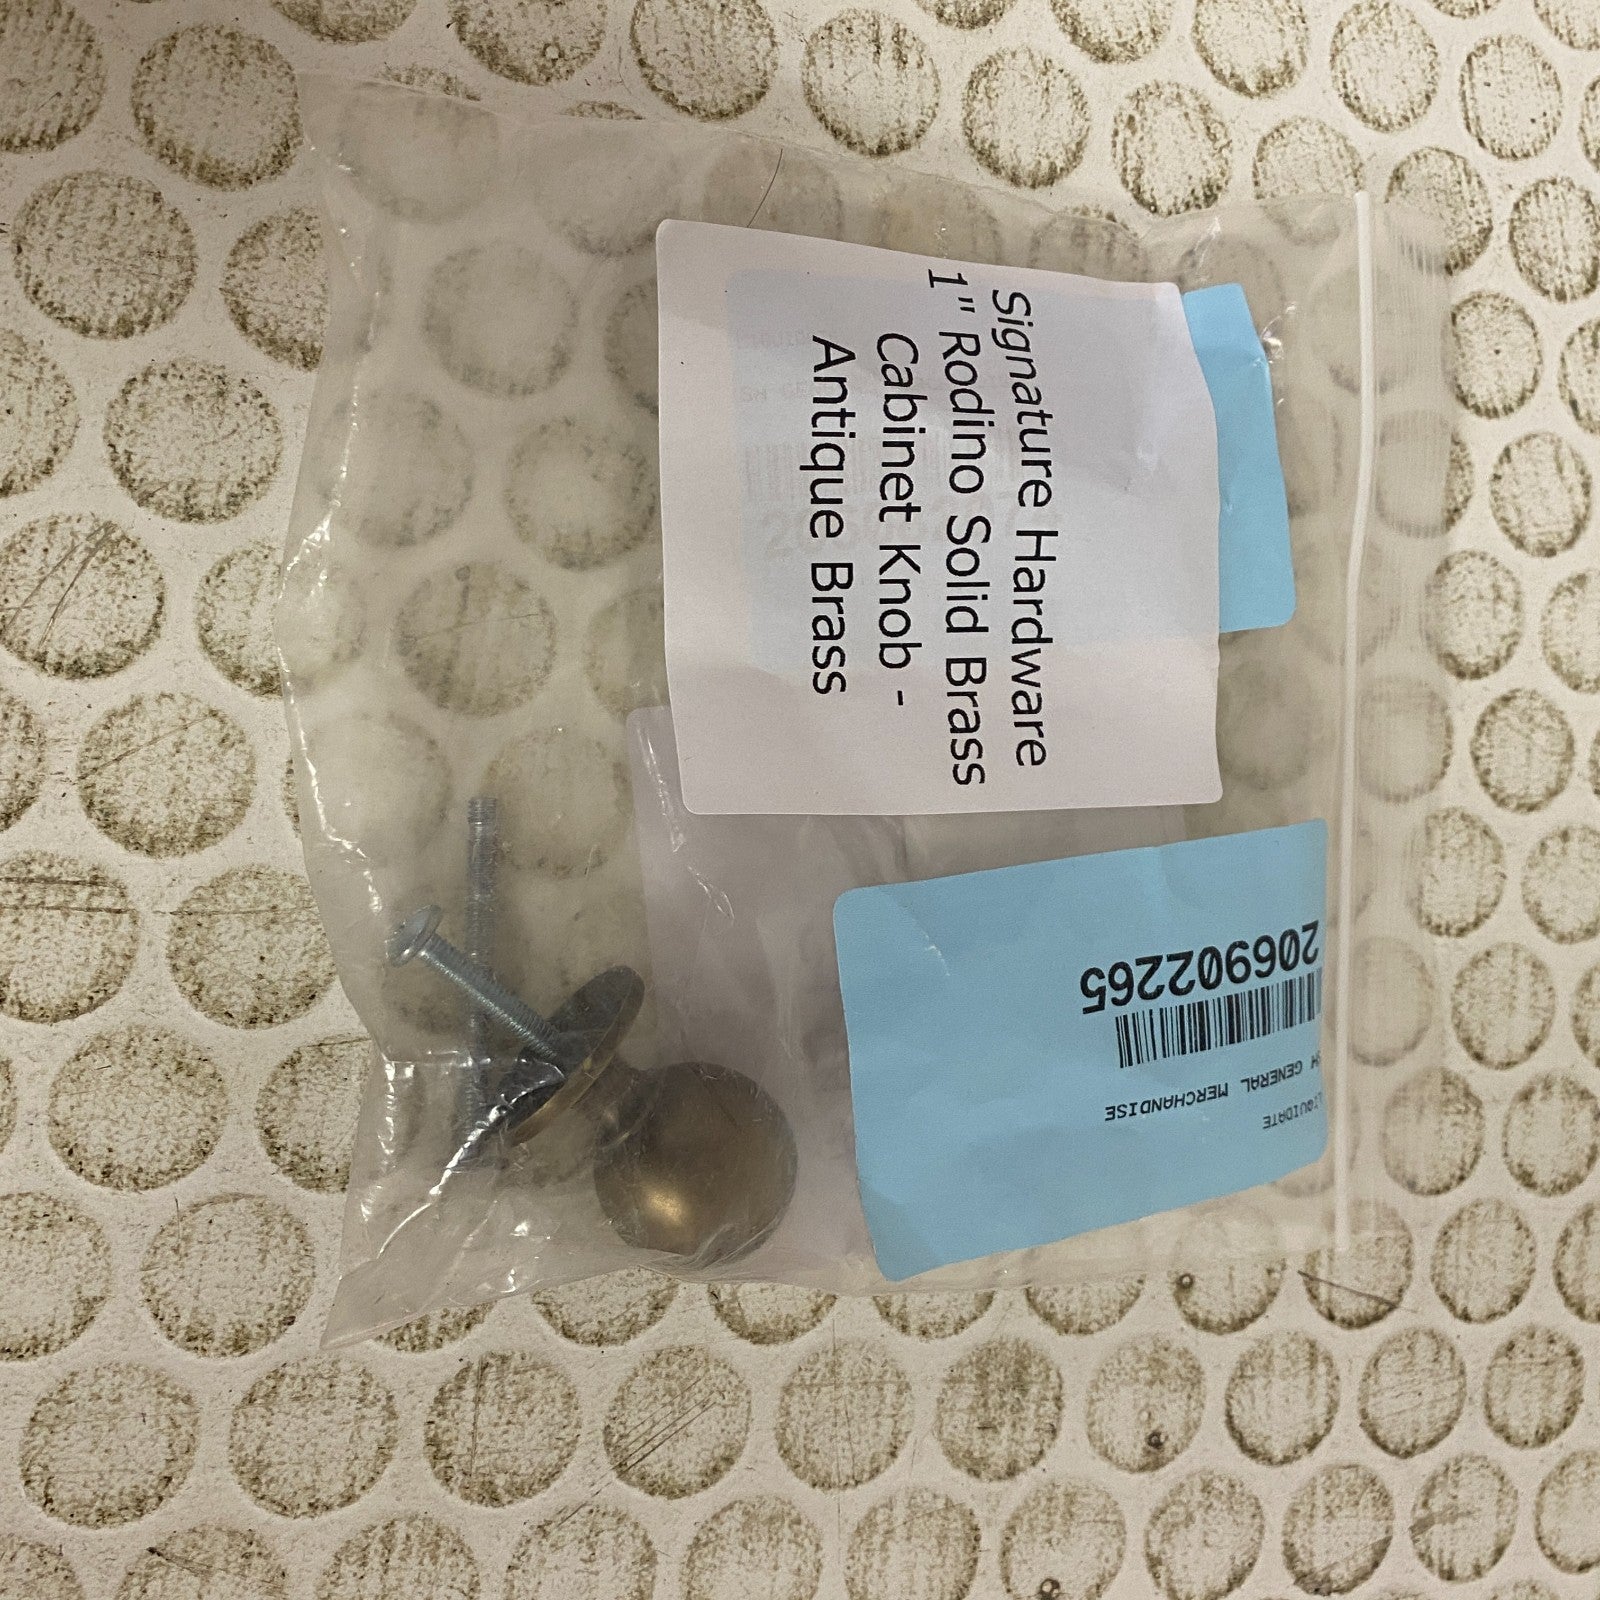 Signature Hardware
1" Rodino Solid Brass
Cabinet Knob -
Antique Brass
GENERAL MERCHANDISE
206902265